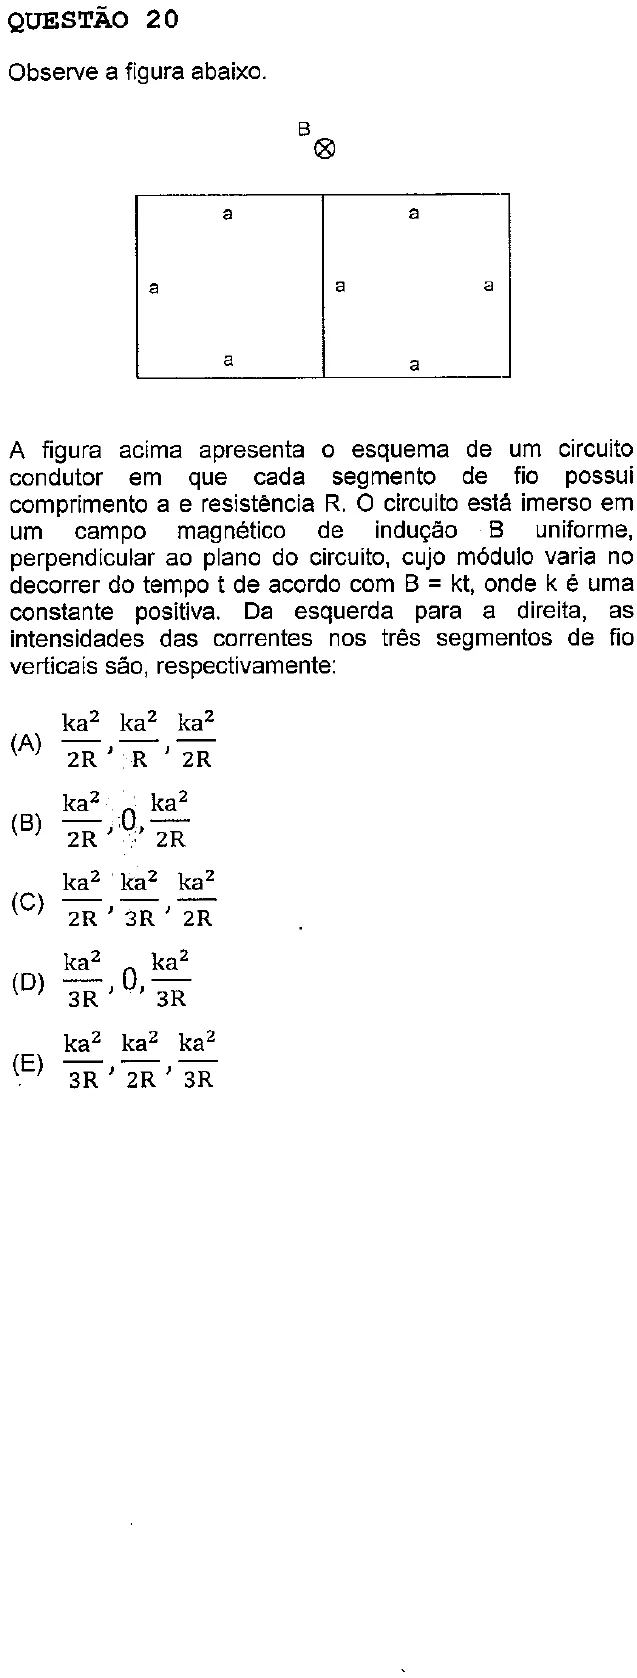 QUESTÃO 20
Observe a figura abaixo.
B
a a
a a a
a a
A figura acima apresenta o esquema de um circuito
condutor em que cada segmento de fio possui
comprimento a e resistência R. O circuito está imerso em
um campo magnético de indução B uniforme,
perpendicular ao plano do circuito, cujo módulo varia no
decorrer do tempo t de acordo com B = kt, onde k é uma
constante positiva. Da esquerda para a direita, as
intensidades das correntes nos três segmentos de fio
verticais são, respectivamente:
(A) ka²/2R, ka²/R, ka²/2R
(B) ka²/2R, 0, ka²/2R
(C) ka²/2R, ka²/3R, ka²/2R
(D) ka²/3R, 0, ka²/3R
(E) ka²/3R, ka²/2R, ka²/3R